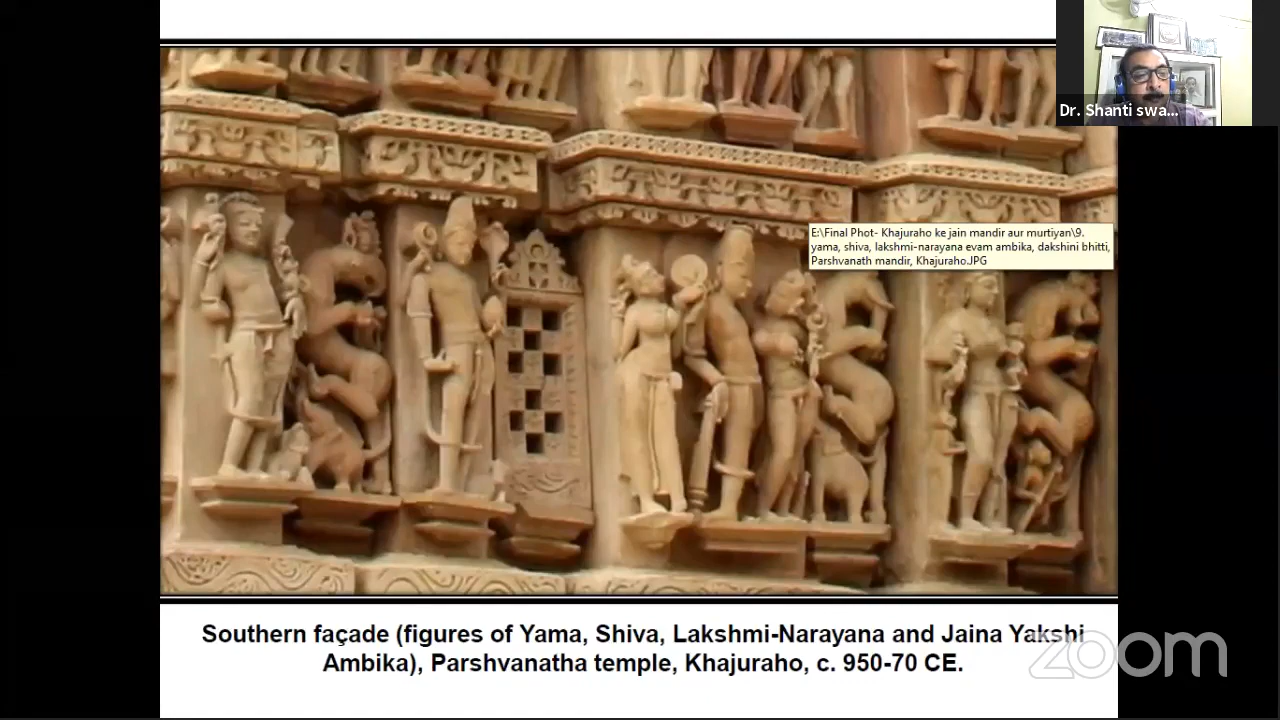 Dr. Shanti swa...
E:\Final Phot- Khajuraho ke jain mandir aur murtiyan\9.
yama, shiva, lakshmi-narayana evam ambika, dakshini bhitti,
Parshvanath mandir, Khajuraho.JPG
Southern façade (figures of Yama, Shiva, Lakshmi-Narayana and Jaina Yakshi
Ambika), Parshvanatha temple, Khajuraho, c. 950-70 CE.
zoom